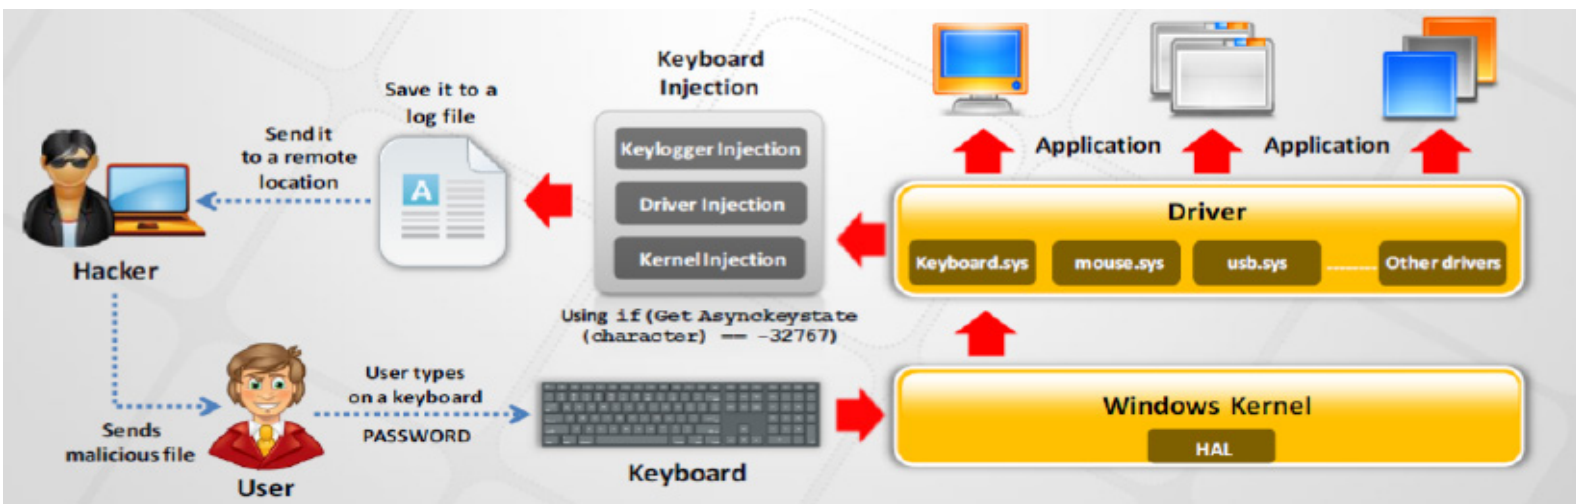 Keyboard
Injection
Save it to a
log file
Send it
to a remote
location
Keylogger Injection
Driver Injection
Kernel Injection
Application
Application
Driver
Keyboard.sys
mouse.sys
usb.sys
..........
Other drivers
A
Hacker
Using if(Get Asynckeystate
(character) == -32767)
User types
on a keyboard
PASSWORD
Sends
malicious file
User
Keyboard
Windows Kernel
HAL